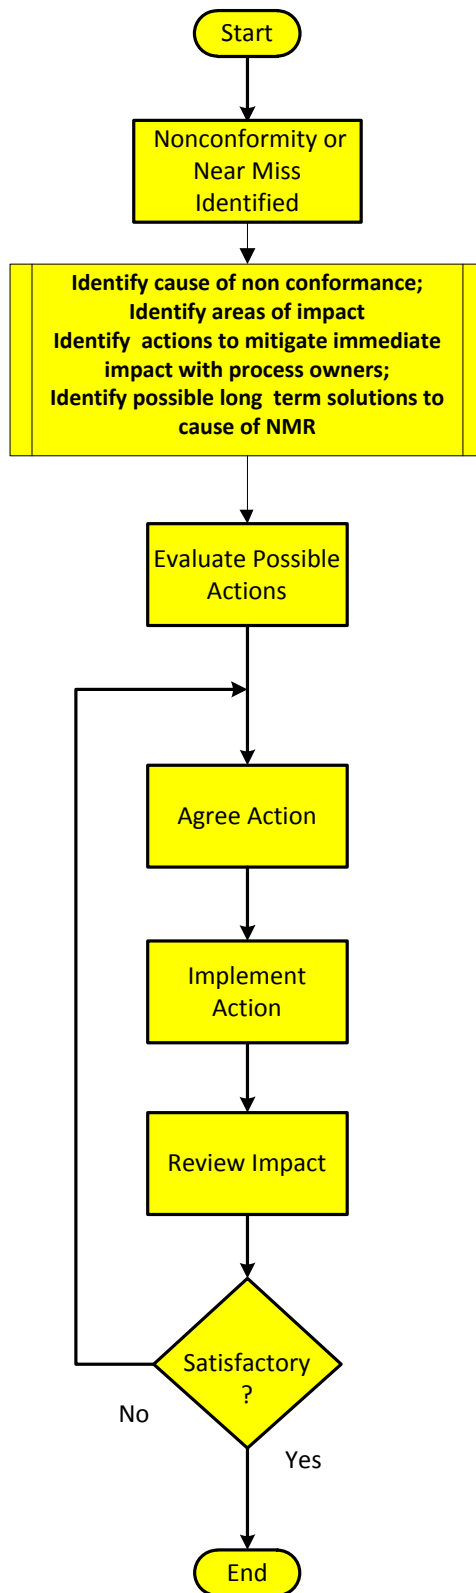 Start
Nonconformity or
Near Miss
Identified
Identify cause of non conformance;
Identify areas of impact
Identify  actions to mitigate immediate
impact with process owners;
Identify possible long  term solutions to
cause of NMR
Evaluate Possible
Actions
Agree Action
Implement
Action
Review Impact
Satisfactory
?
No
Yes
End